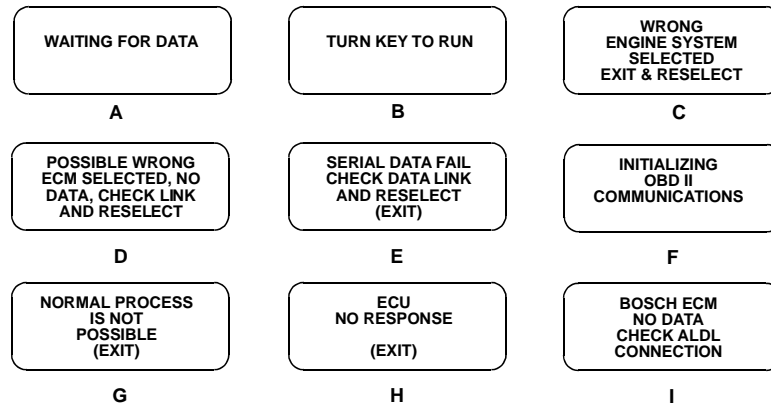 WAITING FOR DATA
A
TURN KEY TO RUN
B
WRONG
ENGINE SYSTEM
SELECTED
EXIT & RESELECT
C
POSSIBLE WRONG
ECM SELECTED, NO
DATA, CHECK LINK
AND RESELECT
D
SERIAL DATA FAIL
CHECK DATA LINK
AND RESELECT
(EXIT)
E
INITIALIZING
OBD II
COMMUNICATIONS
F
NORMAL PROCESS
IS NOT
POSSIBLE
(EXIT)
G
ECU
NO RESPONSE
(EXIT)
H
BOSCH ECM
NO DATA
CHECK ALDL
CONNECTION
I